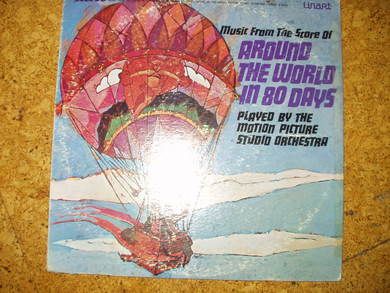 unart
Music From The Score Of
AROUND
THE WORLD
IN 80 DAYS
PLAYED BY THE
MOTION PICTURE
STUDIO ORCHESTRA